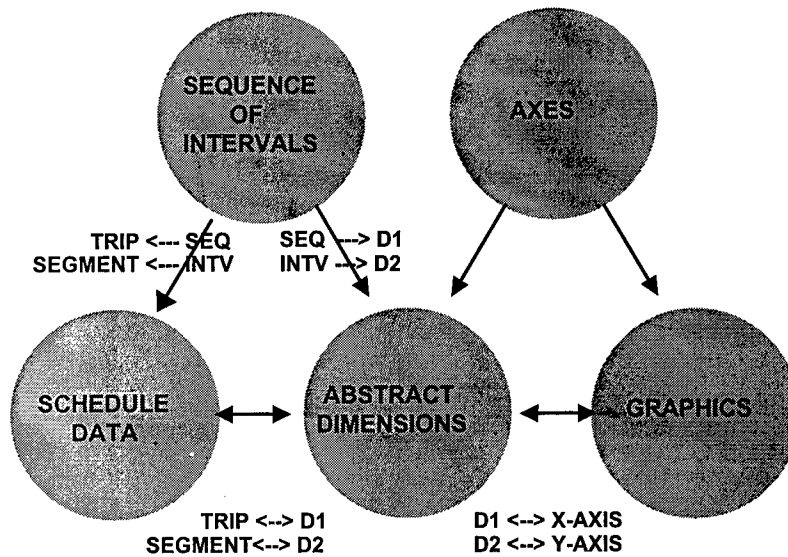 SEQUENCE
OF
INTERVALS
AXES
TRIP <--- SEQ
SEGMENT <--- INTV
SEQ ---> D1
INTV ---> D2
SCHEDULE
DATA
ABSTRACT
DIMENSIONS
GRAPHICS
TRIP <--> D1
SEGMENT<--> D2
D1 <--> X-AXIS
D2 <--> Y-AXIS